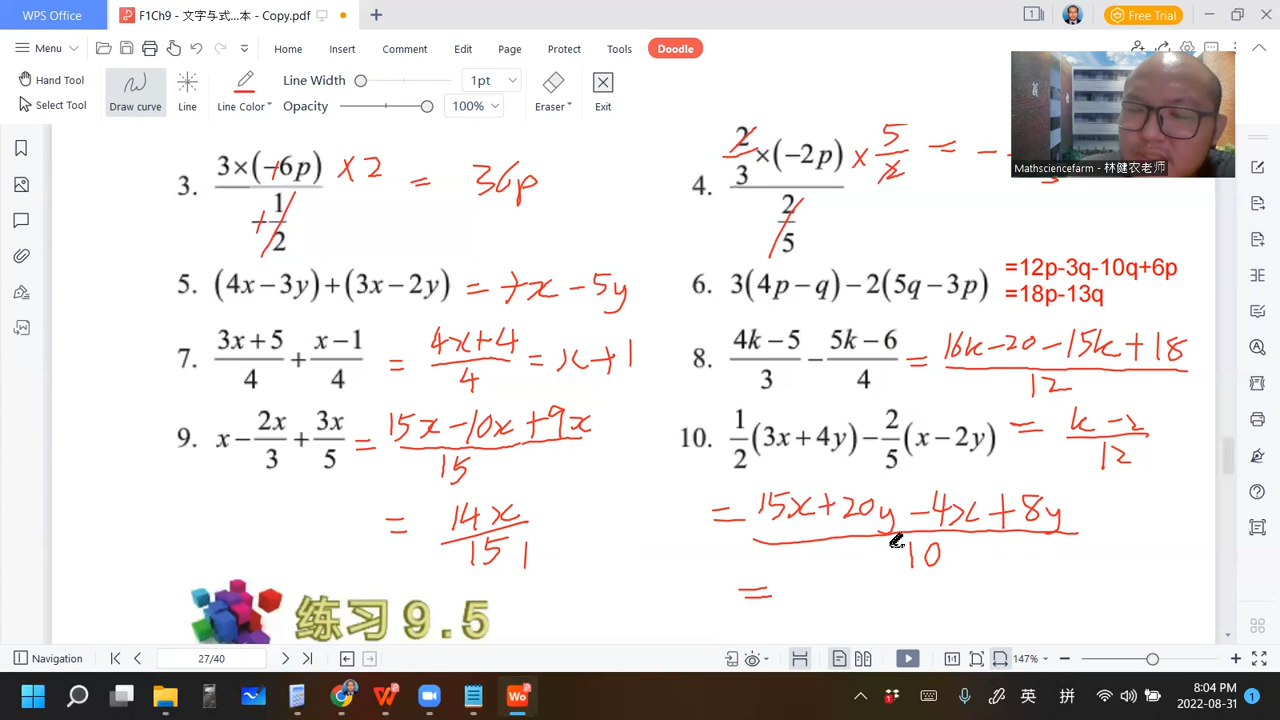 WPS Office
F1Ch9 - 文字与式...本 - Copy.pdf
Free Trial
Menu
Home
Insert
Comment
Edit
Page
Protect
Tools
Doodle
Hand Tool
Select Tool
Draw curve
Line
Line Color
Line Width
1pt
Opacity
100%
Eraser
Exit
Mathsciencefarm - 林健农老师
3. 3×(−6p) / −1/2 × 2 = 36p
4. 2/3 ×(−2p) / 2/5 × 5/2 = −
5. (4x−3y)+(3x−2y) = 7x − 5y
6. 3(4p−q)−2(5q−3p) =12p-3q-10q+6p
=18p-13q
7. (3x+5)/4 + (x−1)/4 = (4x+4)/4 = x+1
8. (4k−5)/3 − (5k−6)/4 = (16k−20−15k+18)/12
9. x − 2x/3 + 3x/5 = (15x−10x+9x)/15
= (k−2)/12
= 14x/15
10. 1/2(3x+4y)−2/5(x−2y)
= (15x+20y−4x+8y)/10
=
练习9.5
Navigation
27/40
147%
英
拼
8:04 PM
2022-08-31